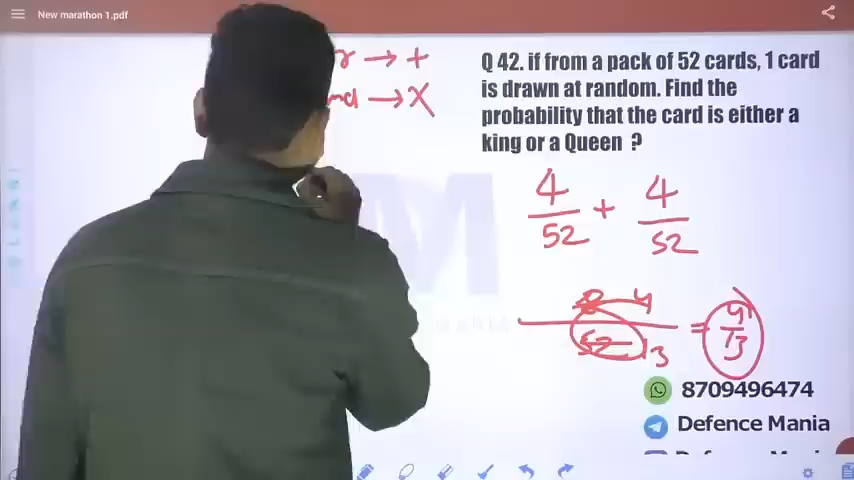 New marathon 1.pdf
→ +
→ X
Q 42. if from a pack of 52 cards, 1 card
is drawn at random. Find the
probability that the card is either a
king or a Queen ?
4/52 + 4/52
8 4
52 13 = 4/13
8709496474
Defence Mania